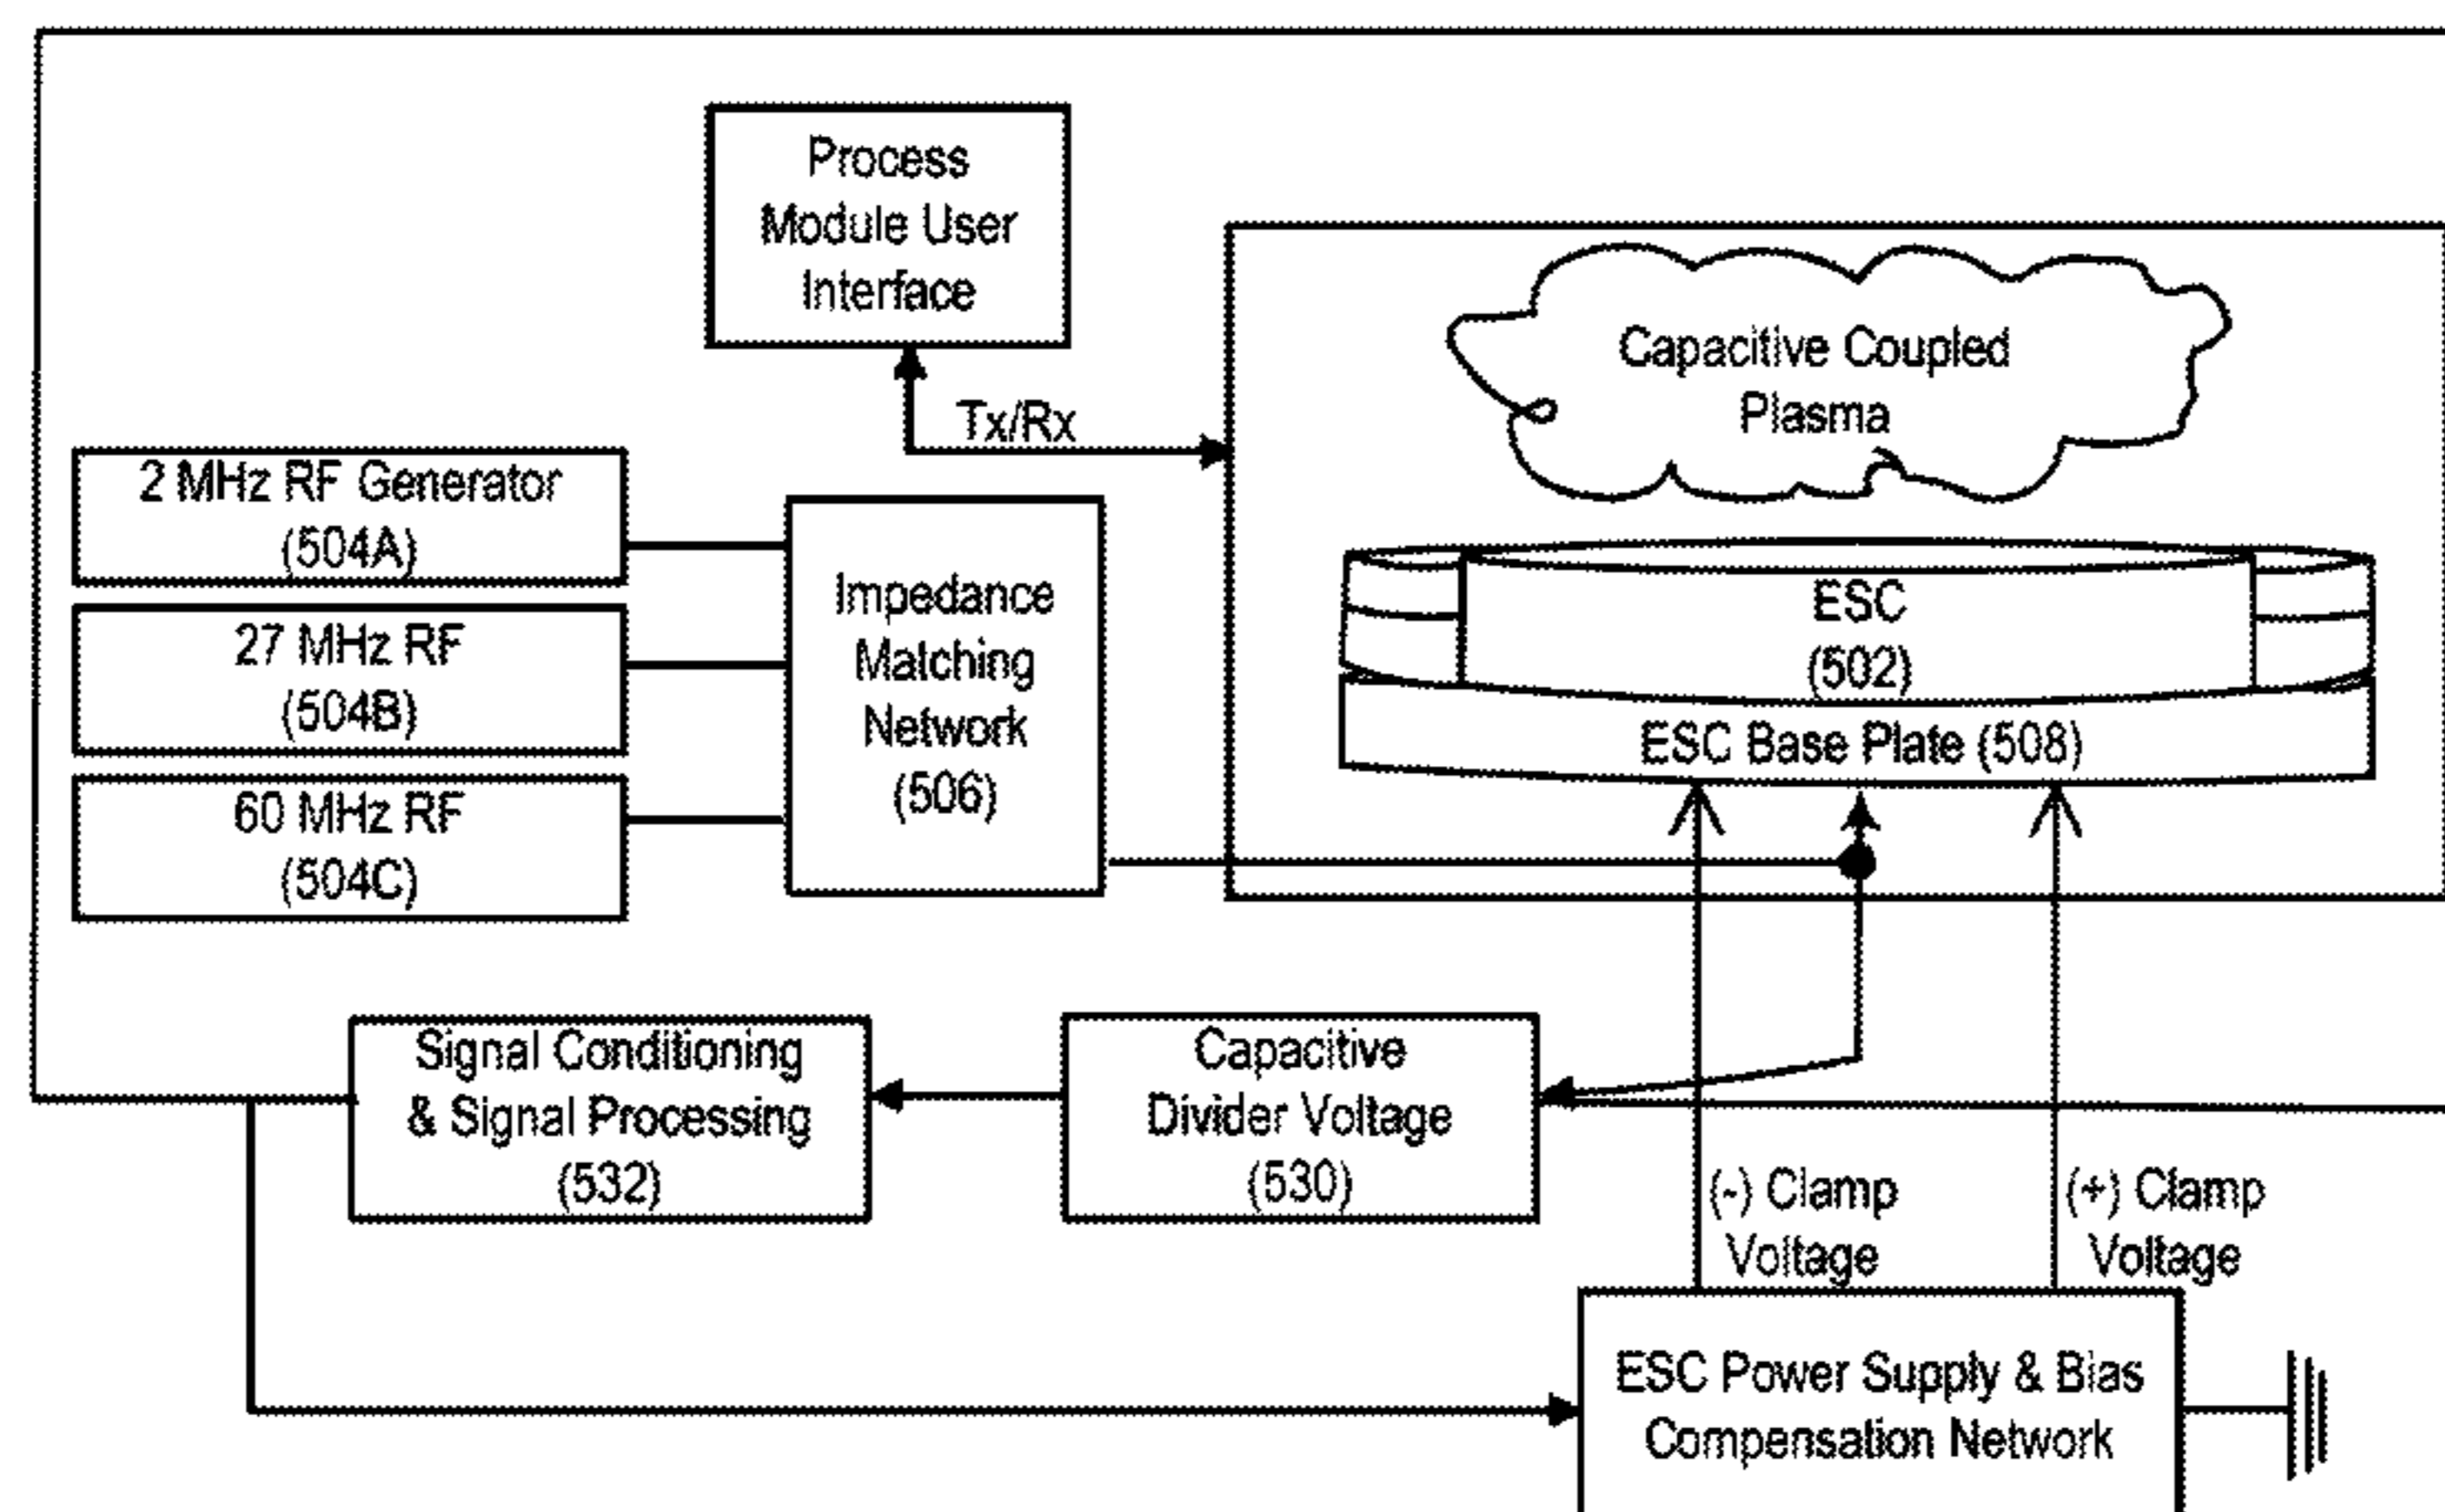 Process
Module User
Interface
Tx/Rx
Capacitive Coupled
Plasma
2 MHz RF Generator
(504A)
27 MHz RF
(504B)
60 MHz RF
(504C)
Impedance
Matching
Network
(506)
ESC
(502)
ESC Base Plate (508)
Signal Conditioning
& Signal Processing
(532)
Capacitive
Divider Voltage
(530)
(-) Clamp
Voltage
(+) Clamp
Voltage
ESC Power Supply & Bias
Compensation Network